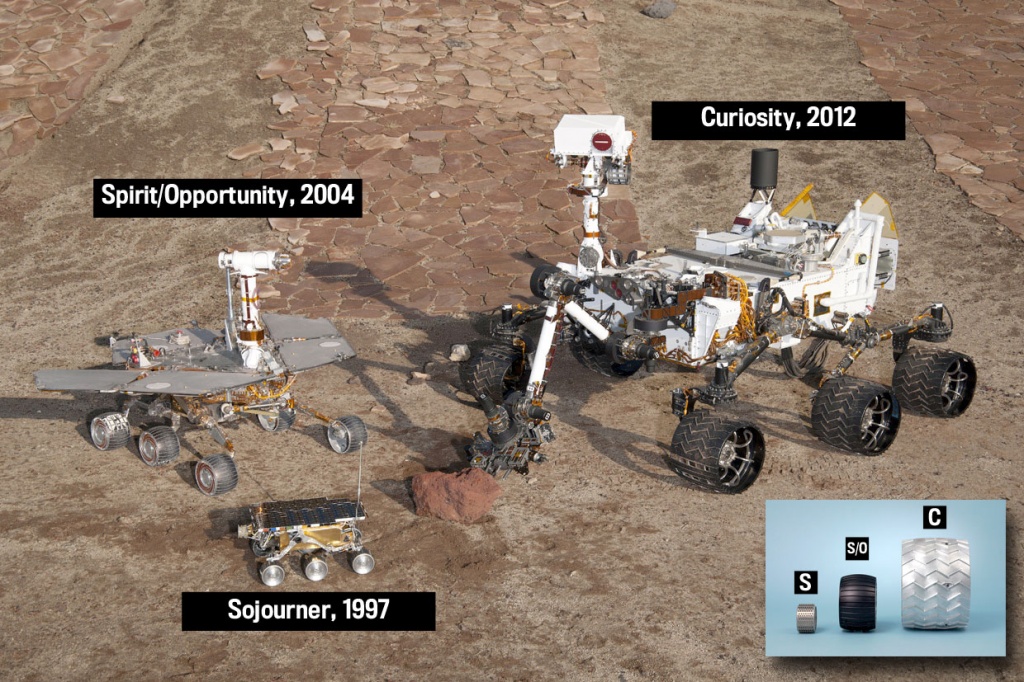 Curiosity, 2012
Spirit/Opportunity, 2004
Sojourner, 1997
C
S/O
S